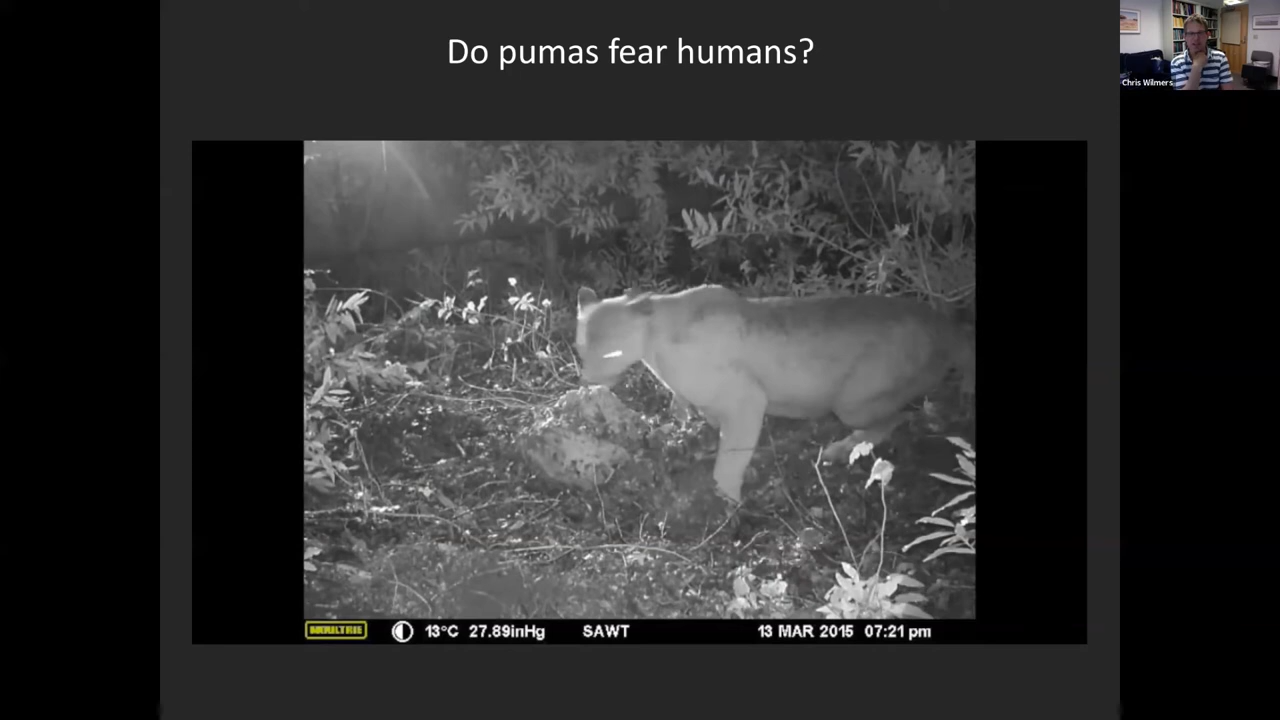 Do pumas fear humans?
Chris Wilmers
MOULTRIE 13°C 27.89inHg SAWT 13 MAR 2015 07:21 pm